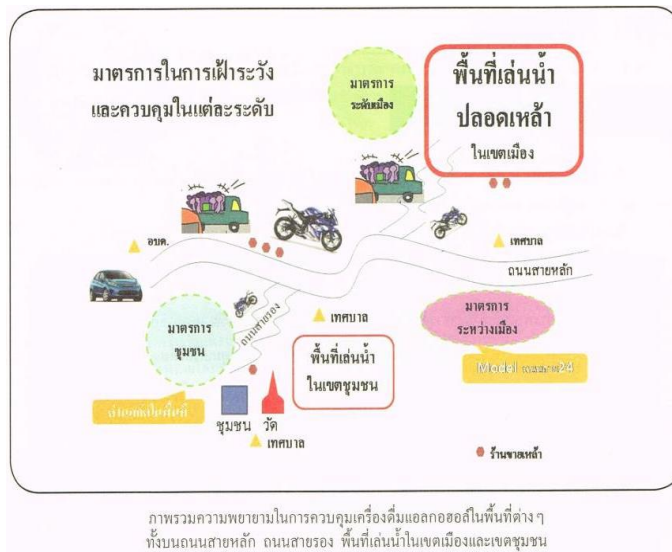 มาตรการในการเฝ้าระวัง
และควบคุมในแต่ละระดับ
มาตรการ
ระดับเมือง
พื้นที่เล่นน้ำ
ปลอดเหล้า
ในเขตเมือง
อบต.
เทศบาล
ถนนสายหลัก
มาตรการ
ชุมชน
ถนนสายรอง
เทศบาล
พื้นที่เล่นน้ำ
ในเขตชุมชน
มาตรการ
ระหว่างเมือง
Model
24
ชุมชน
วัด
เทศบาล
ร้านขายเหล้า
ภาพรวมความพยายามในการควบคุมเครื่องดื่มแอลกอฮอล์ในพื้นที่ต่างๆ
ทั้งบนถนนสายหลัก ถนนสายรอง พื้นที่เล่นน้ำในเขตเมืองและเขตชุมชน